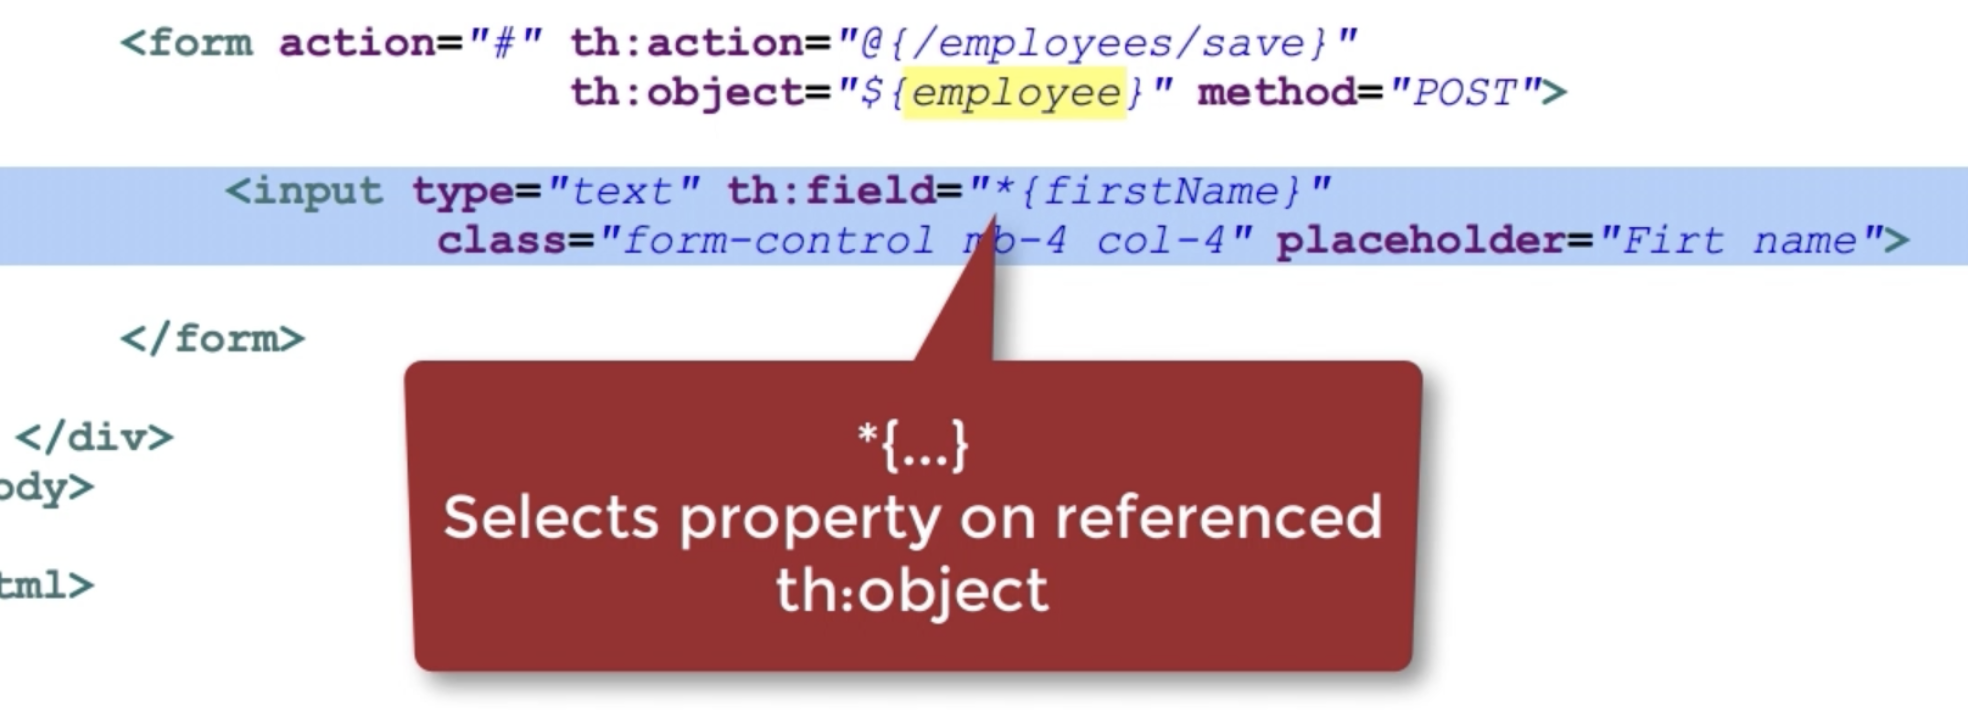 <form action="#" th:action="@{/employees/save}"
th:object="${employee}" method="POST">
<input type="text" th:field="*{firstName}"
class="form-control mb-4 col-4" placeholder="Firt name">
</form>
*{...}
Selects property on referenced
th:object
</div>
ody>
tml>